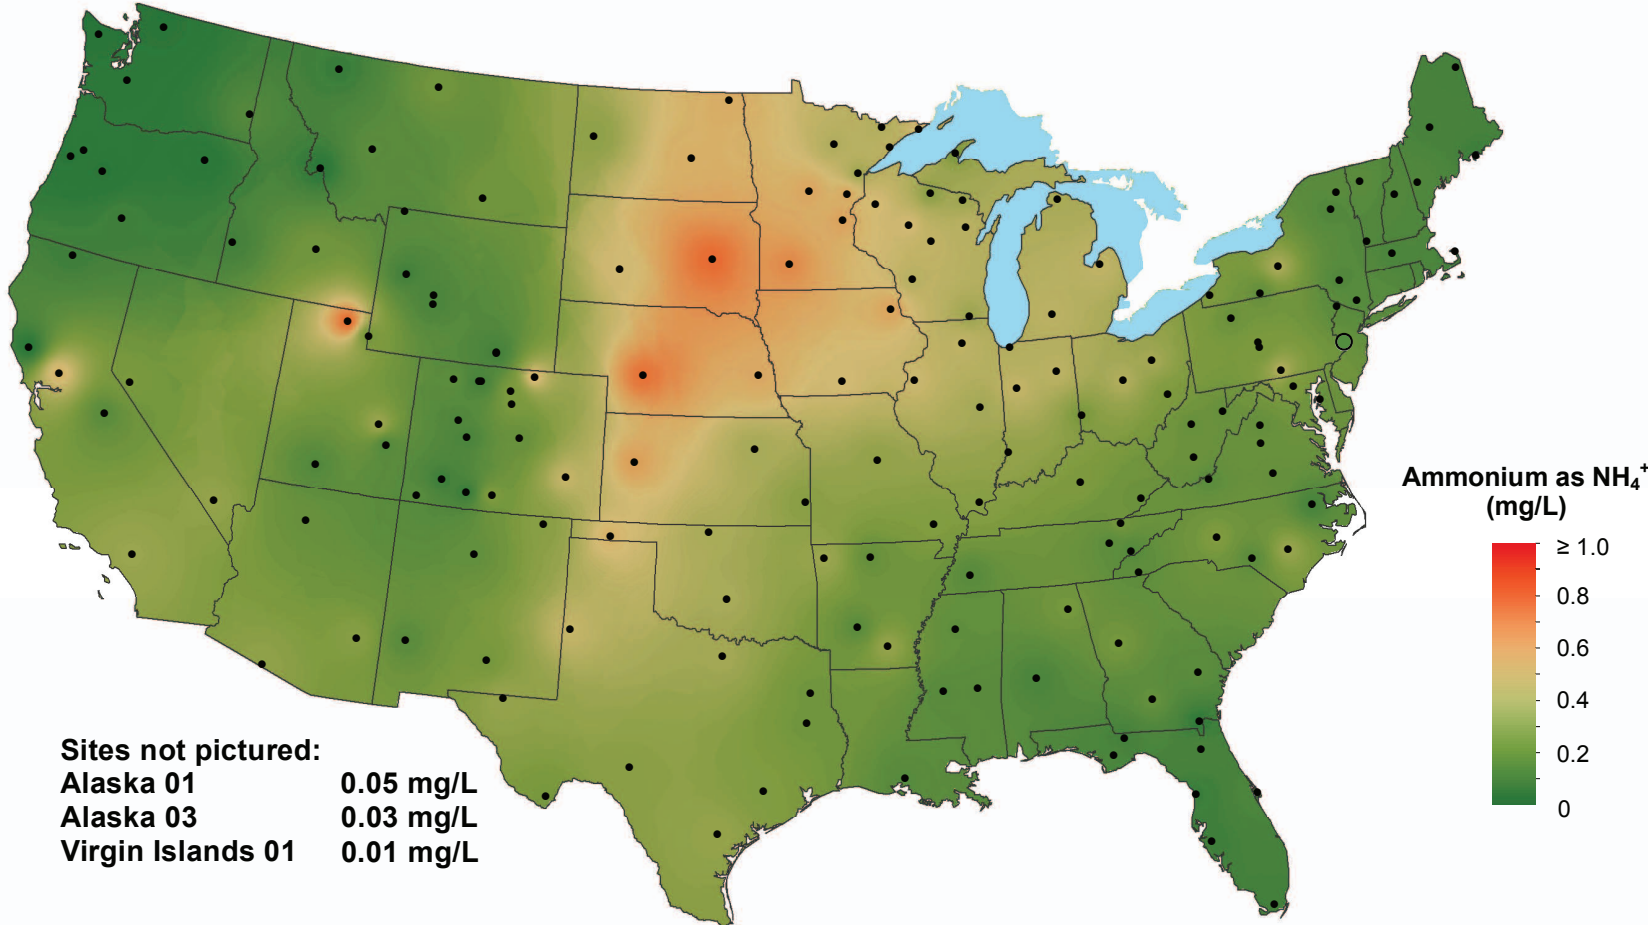 Ammonium as NH₄⁺
(mg/L)
≥ 1.0
0.8
0.6
0.4
0.2
0
Sites not pictured:
Alaska 01 0.05 mg/L
Alaska 03 0.03 mg/L
Virgin Islands 01 0.01 mg/L